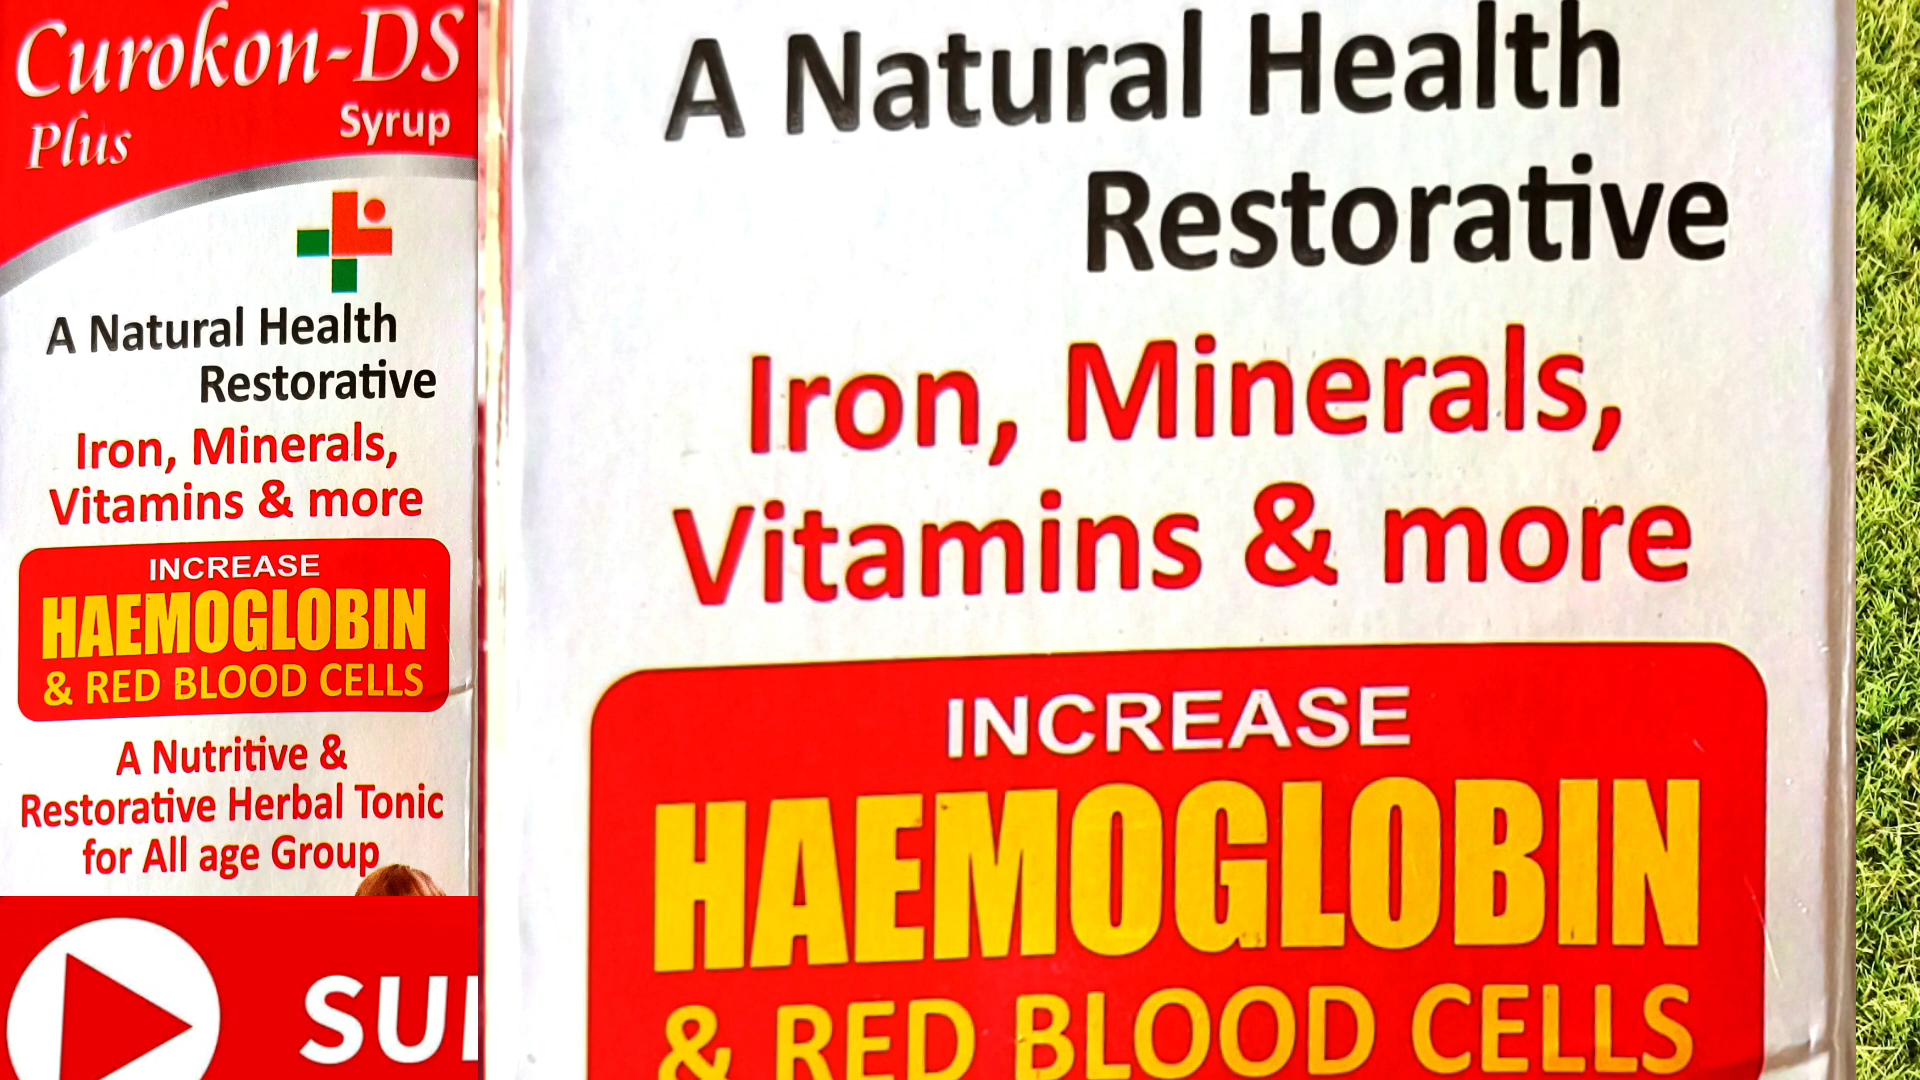 Curokon-DS
Plus
Syrup
A Natural Health
Restorative
Iron, Minerals,
Vitamins & more
INCREASE
HAEMOGLOBIN
& RED BLOOD CELLS
A Nutritive &
Restorative Herbal Tonic
for All age Group
A Natural Health
Restorative
Iron, Minerals,
Vitamins & more
INCREASE
HAEMOGLOBIN
& RED BLOOD CELLS